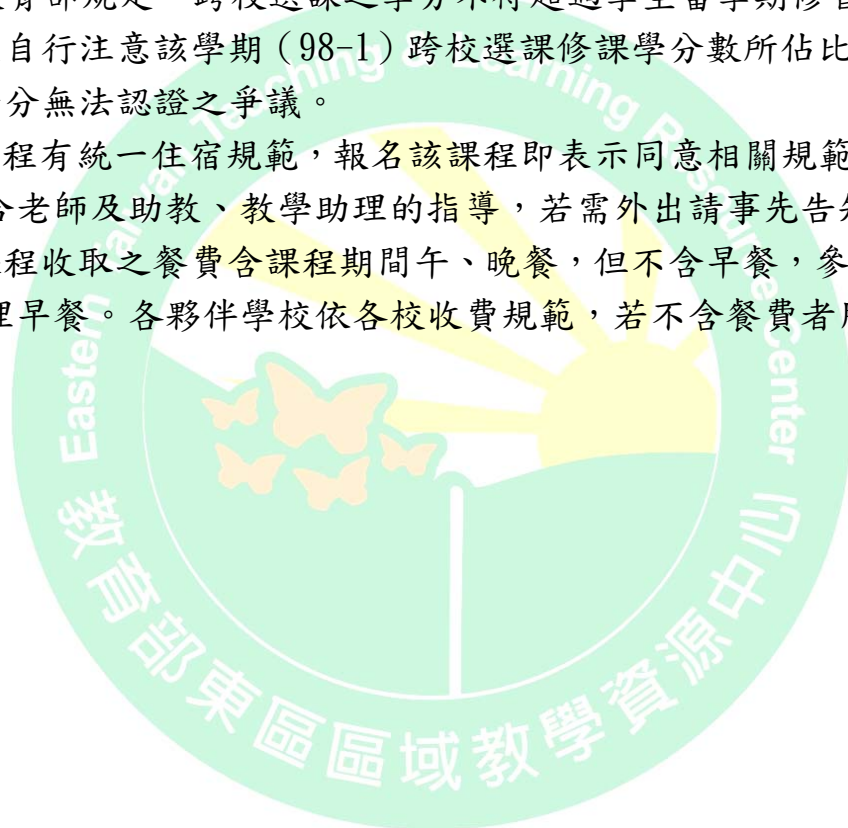 教育部規定，跨校選課之學分不得超過學生當學期修習
自行注意該學期（98-1）跨校選課修課學分數所佔比
分無法認證之爭議。
程有統一住宿規範，報名該課程即表示同意相關規範
合老師及助教、教學助理的指導，若需外出請事先告知
程收取之餐費含課程期間午、晚餐，但不含早餐，參
理早餐。各夥伴學校依各校收費規範，若不含餐費者
Eastern Taiwan Teaching & Learning Resource Center
教育部東區區域教學資源中心